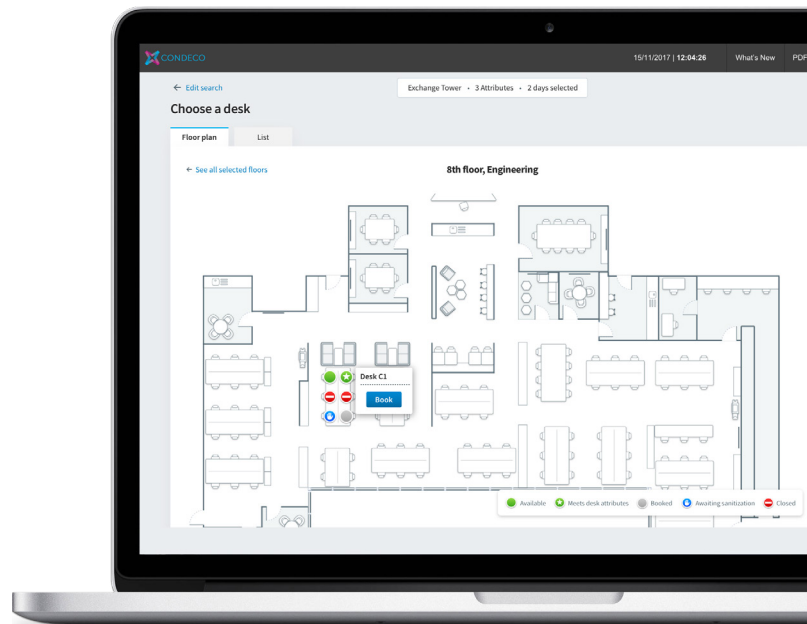 CONDECO
15/11/2017 | 12:04:26
What's New
PDF
← Edit search
Exchange Tower • 3 Attributes • 2 days selected
Choose a desk
Floor plan
List
← See all selected floors
8th floor, Engineering
Desk C1
Book
Available
Meets desk attributes
Booked
Awaiting sanitization
Closed